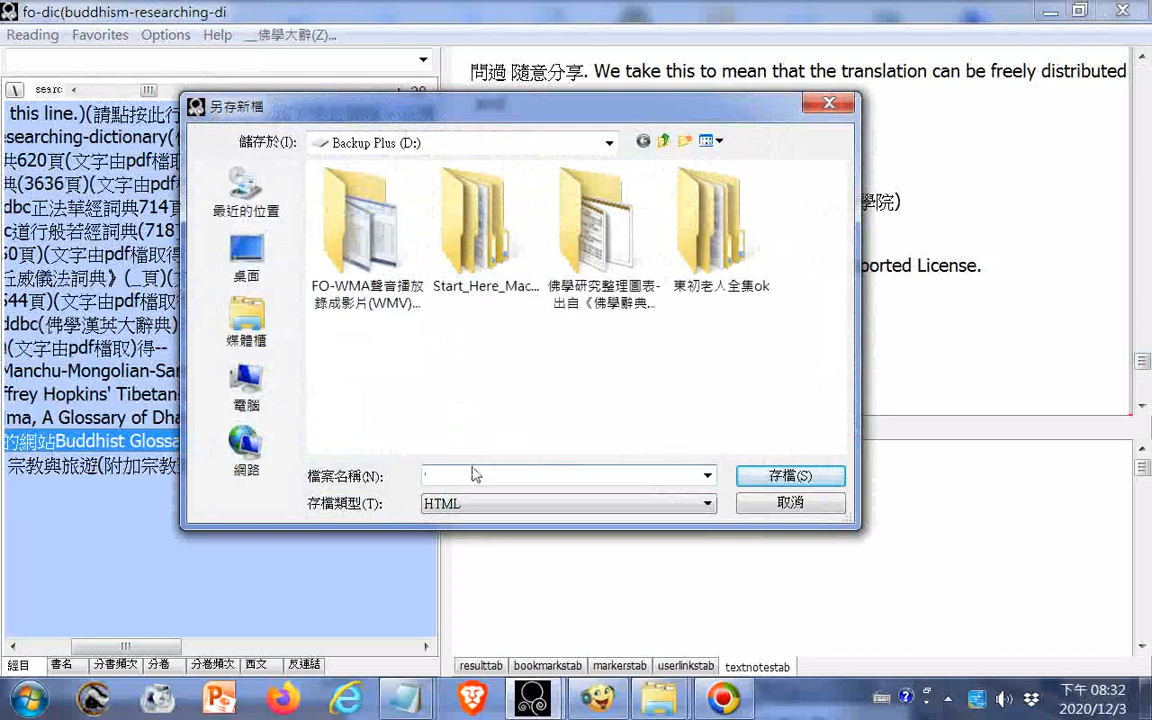 fo-dic(buddhism-researching-di
Reading Favorites Options Help __佛學大辭(Z)...
問過 隨意分享. We take this to mean that the translation can be freely distributed
searc
this line.)(請點按此行
另存新檔
esearching-dictionary(
儲存於(I): Backup Plus (D:)
共620頁(文字由pdf檔取
典(3636頁)(文字由pdf
dbc正法華經詞典714頁
最近的位置
學院)
c道行般若經詞典(718
50頁)(文字由pdf檔取得
ported License.
桌面
FO-WMA聲音播放
錄成影片(WMV)...
Start_Here_Mac...
佛學研究整理圖表-
出自《佛學辭典...
東初老人全集ok
丘威儀法詞典》(_頁)(文
544頁)(文字由pdf檔取
ddbc(佛學漢英大辭典)
媒體櫃
(文字由pdf檔取)得--
Manchu-Mongolian-Sar
ffrey Hopkins' Tibetan
電腦
ma, A Glossary of Dha
的網站Buddhist Glossa
宗教與旅遊(附加宗教
網路
檔案名稱(N): 存檔(S)
存檔類型(T): HTML 取消
經目 書名 分書頻次 分卷 分卷頻次 西文 反連結
resulttab bookmarkstab markerstab userlinkstab textnotestab
下午 08:32
2020/12/3